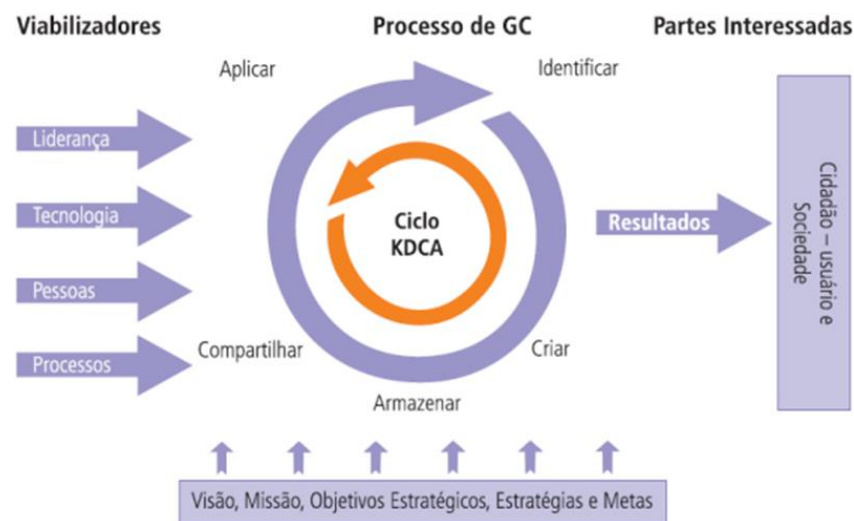 Viabilizadores
Processo de GC
Partes Interessadas
Aplicar
Identificar
Liderança
Tecnologia
Pessoas
Processos
Ciclo
KDCA
Resultados
Cidadão – usuário e
Sociedade
Compartilhar
Criar
Armazenar
Visão, Missão, Objetivos Estratégicos, Estratégias e Metas